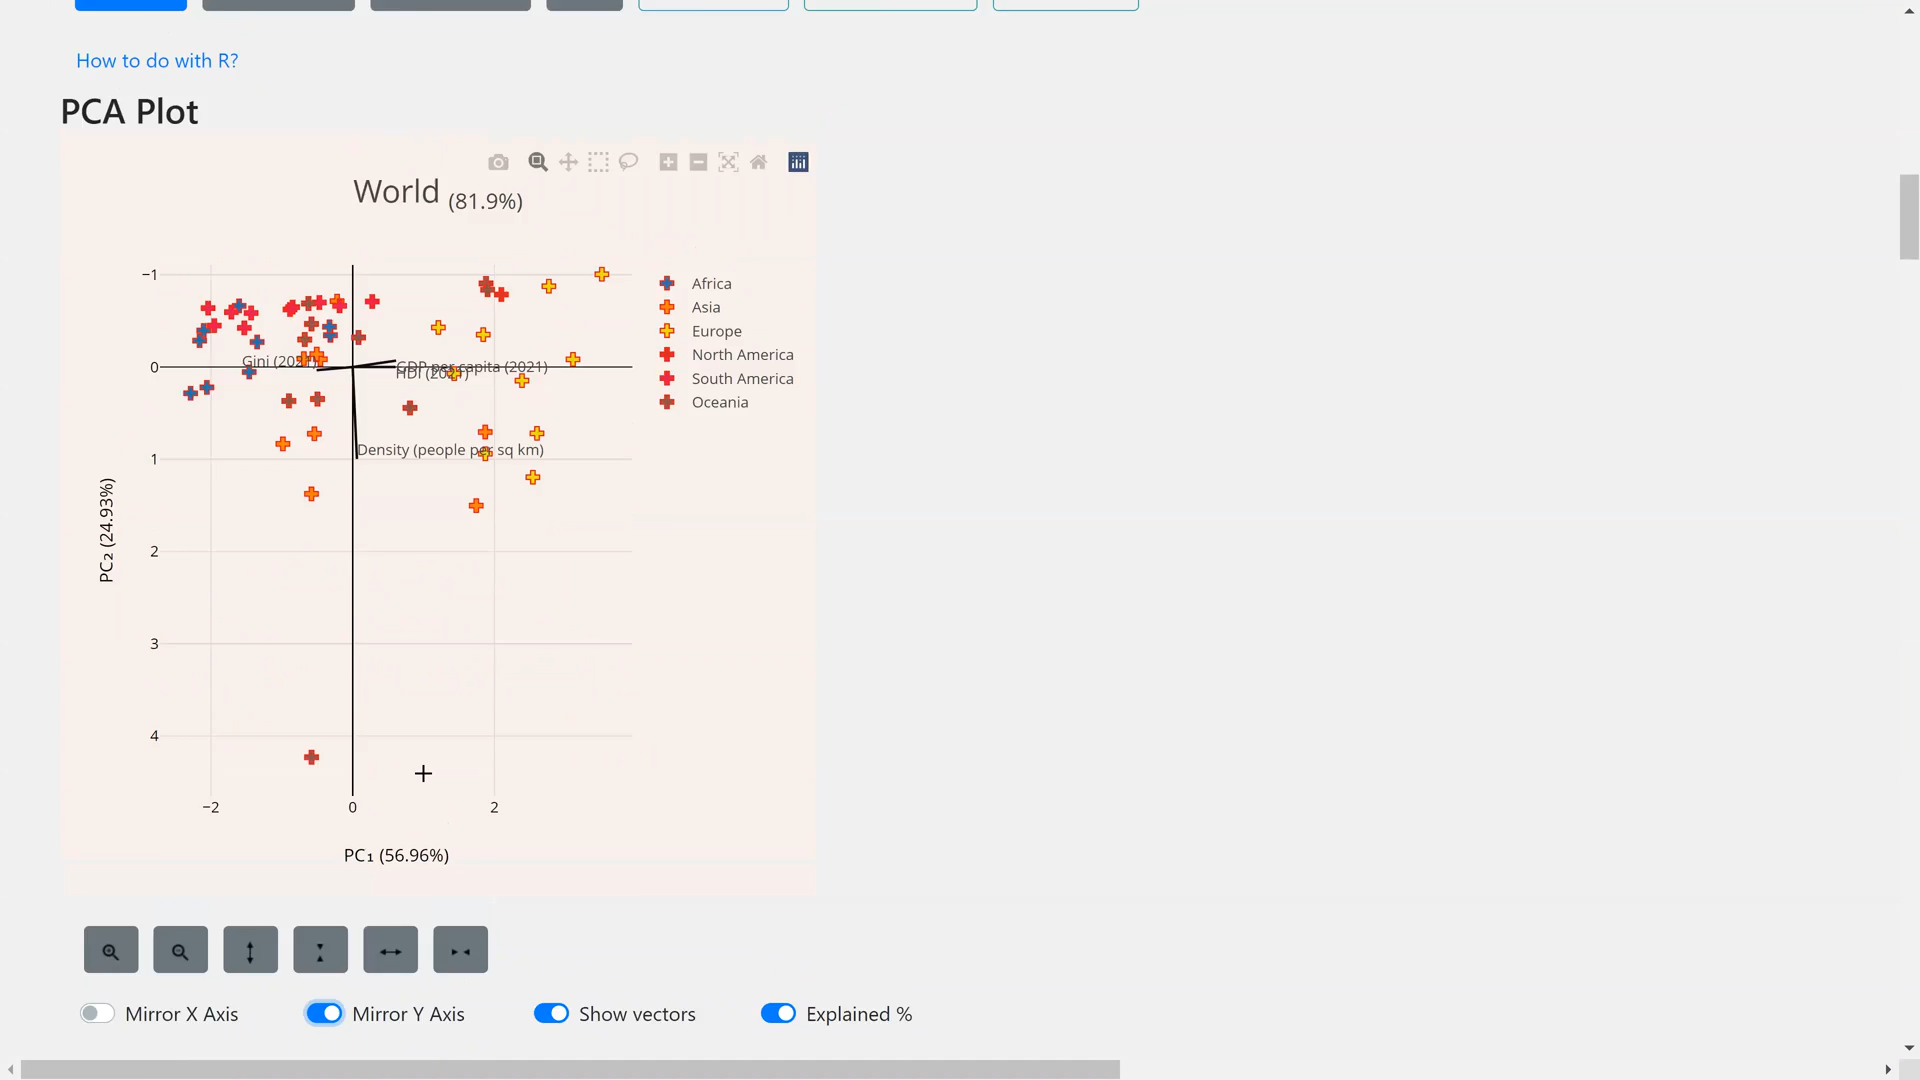 How to do with R?
PCA Plot
World (81.9%)
−1
0
1
2
3
4
PC₂ (24.93%)
Gini (2021)
GDP per capita (2021)
HDI (2021)
Density (people per sq km)
Africa
Asia
Europe
North America
South America
Oceania
−2
0
2
PC₁ (56.96%)
Mirror X Axis
Mirror Y Axis
Show vectors
Explained %